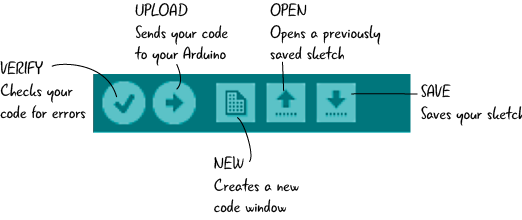 UPLOAD
Sends your code
to your Arduino
OPEN
Opens a previously
saved sketch
VERIFY
Checks your
code for errors
SAVE
Saves your sketch
NEW
Creates a new
code window